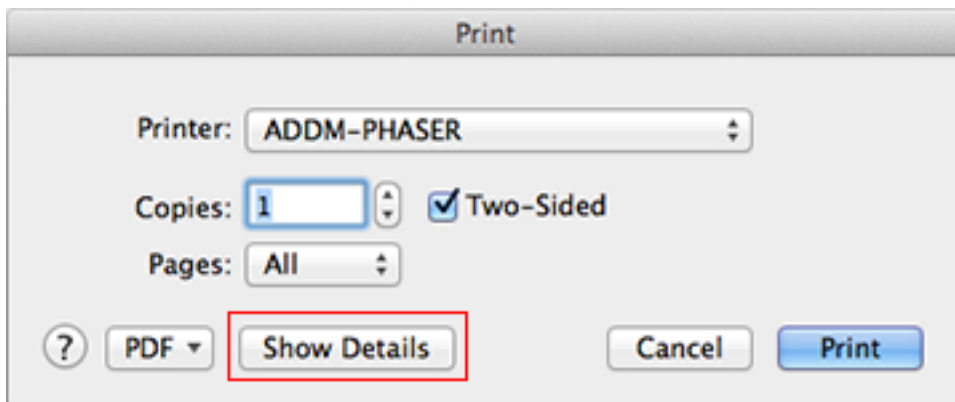 Print
Printer: ADDM-PHASER
Copies: 1 Two-Sided
Pages: All
? PDF Show Details Cancel Print